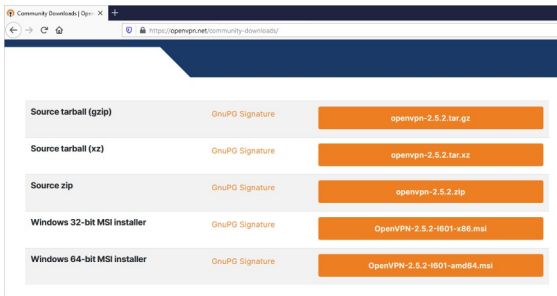 Community Downloads | Open
https://openvpn.net/community-downloads/
Source tarball (gzip) GnuPG Signature openvpn-2.5.2.tar.gz
Source tarball (xz) GnuPG Signature openvpn-2.5.2.tar.xz
Source zip GnuPG Signature openvpn-2.5.2.zip
Windows 32-bit MSI installer GnuPG Signature OpenVPN-2.5.2-I601-x86.msi
Windows 64-bit MSI installer GnuPG Signature OpenVPN-2.5.2-I601-amd64.msi